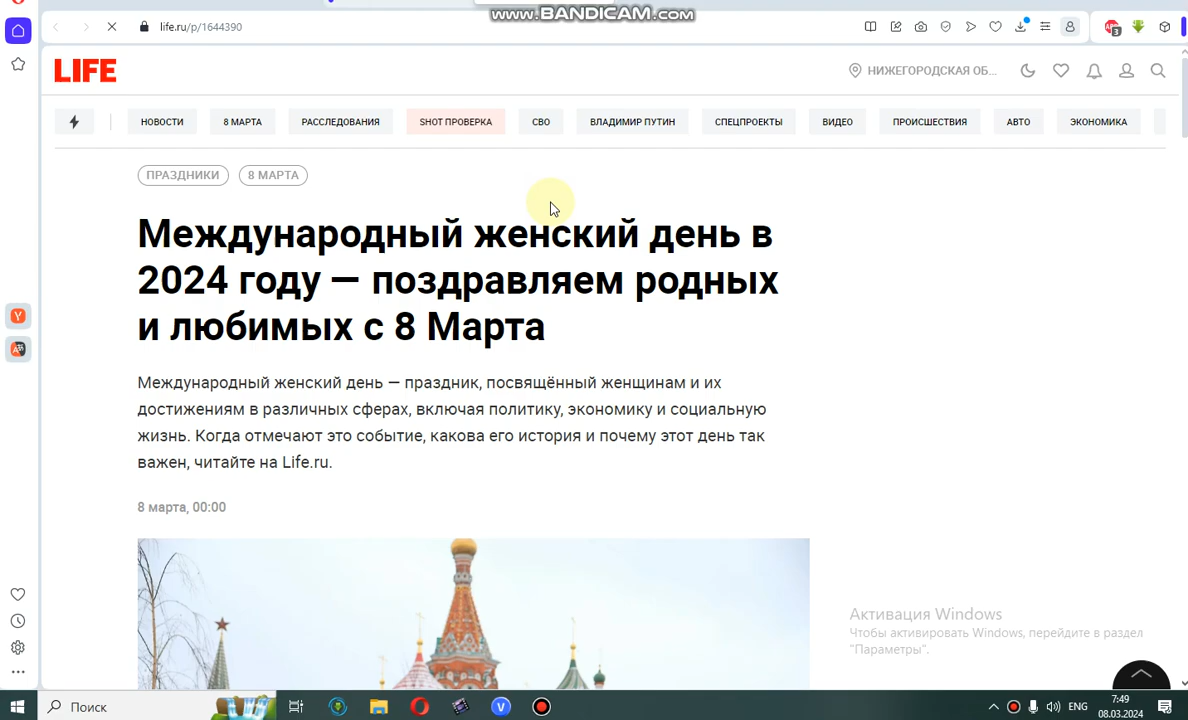 www.BANDICAM.com
life.ru/p/1644390
3
LIFE
НИЖЕГОРОДСКАЯ ОБ...
НОВОСТИ
8 МАРТА
РАССЛЕДОВАНИЯ
SHOT ПРОВЕРКА
СВО
ВЛАДИМИР ПУТИН
СПЕЦПРОЕКТЫ
ВИДЕО
ПРОИСШЕСТВИЯ
АВТО
ЭКОНОМИКА
ПРАЗДНИКИ
8 МАРТА
Международный женский день в
2024 году — поздравляем родных
и любимых с 8 Марта
Международный женский день — праздник, посвящённый женщинам и их
достижениям в различных сферах, включая политику, экономику и социальную
жизнь. Когда отмечают это событие, какова его история и почему этот день так
важен, читайте на Life.ru.
8 марта, 00:00
Активация Windows
Чтобы активировать Windows, перейдите в раздел
"Параметры".
Поиск
V
ENG
7:49
08.03.2024